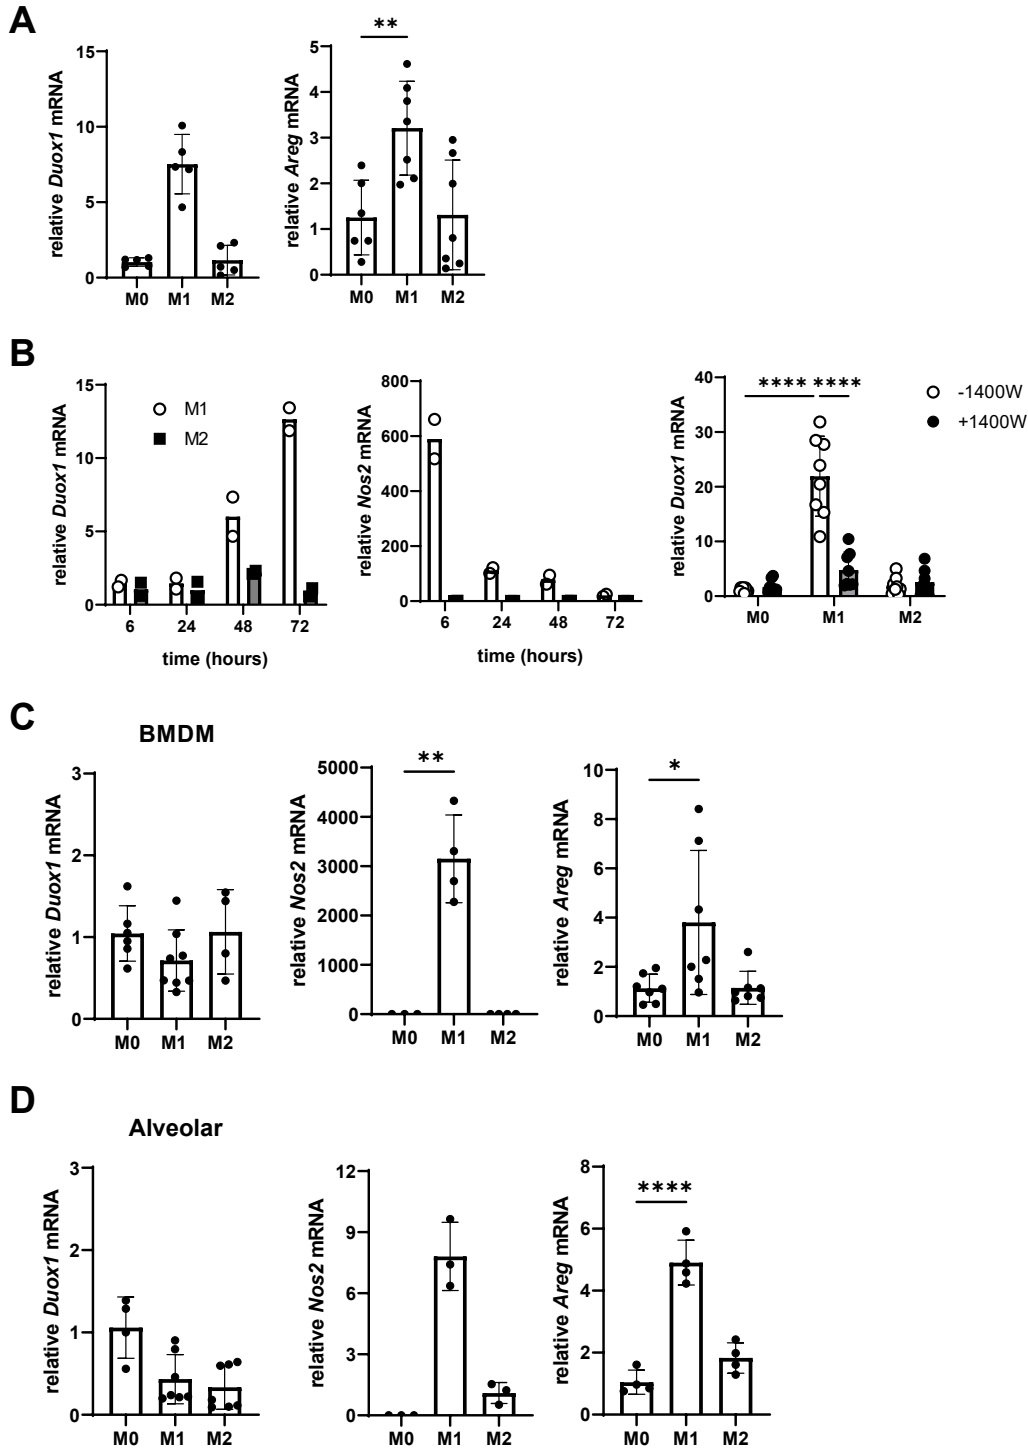 A
relative Duox1 mRNA
15
10
5
0
M0 M1 M2
relative Areg mRNA
5
4
3
2
1
0
**
M0 M1 M2
B
relative Duox1 mRNA
15
10
5
0
M1
M2
6 24 48 72
time (hours)
relative Nos2 mRNA
800
600
400
200
0
6 24 48 72
time (hours)
relative Duox1 mRNA
40
30
20
10
0
**** ****
M0 M1 M2
-1400W
+1400W
C
BMDM
relative Duox1 mRNA
3
2
1
0
M0 M1 M2
relative Nos2 mRNA
5000
4000
3000
2000
1000
0
**
M0 M1 M2
relative Areg mRNA
10
8
6
4
2
0
*
M0 M1 M2
D
Alveolar
relative Duox1 mRNA
3
2
1
0
M0 M1 M2
relative Nos2 mRNA
12
9
6
3
0
M0 M1 M2
relative Areg mRNA
8
6
4
2
0
****
M0 M1 M2